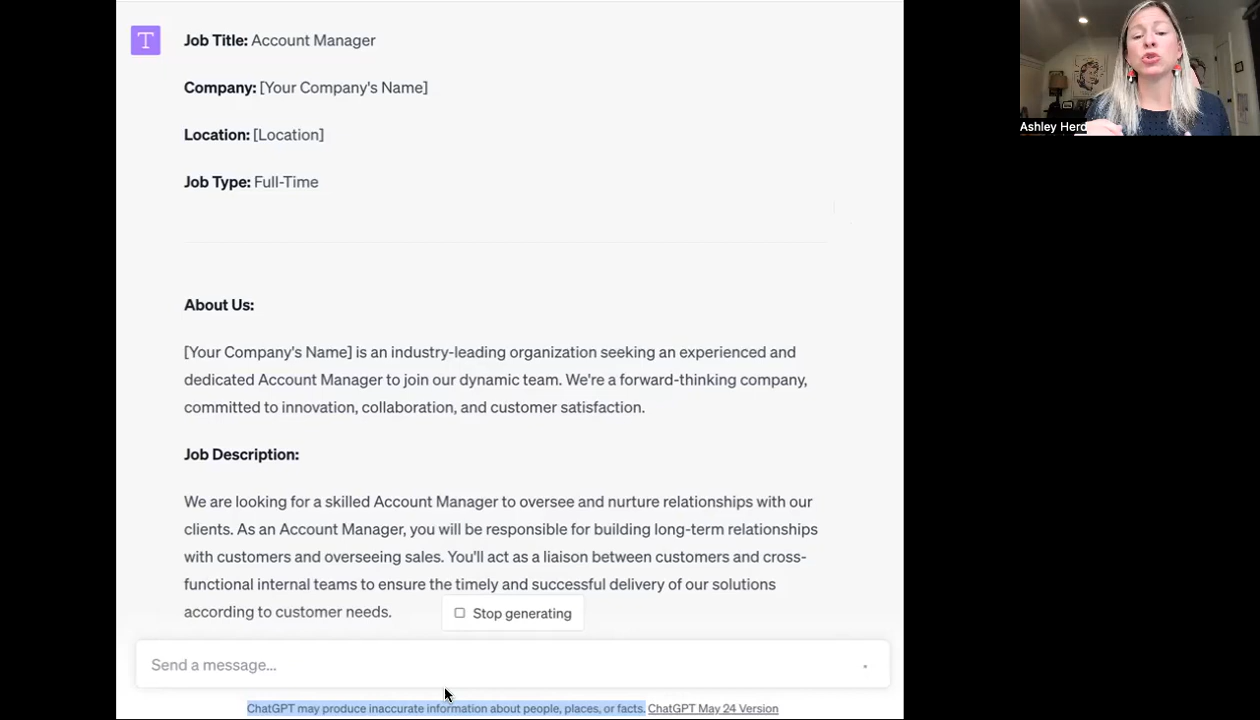 T
Job Title: Account Manager
Company: [Your Company's Name]
Location: [Location]
Job Type: Full-Time
About Us:
[Your Company's Name] is an industry-leading organization seeking an experienced and
dedicated Account Manager to join our dynamic team. We're a forward-thinking company,
committed to innovation, collaboration, and customer satisfaction.
Job Description:
We are looking for a skilled Account Manager to oversee and nurture relationships with our
clients. As an Account Manager, you will be responsible for building long-term relationships
with customers and overseeing sales. You'll act as a liaison between customers and cross-
functional internal teams to ensure the timely and successful delivery of our solutions
according to customer needs.
Stop generating
Send a message...
ChatGPT may produce inaccurate information about people, places, or facts. ChatGPT May 24 Version
Ashley Herd